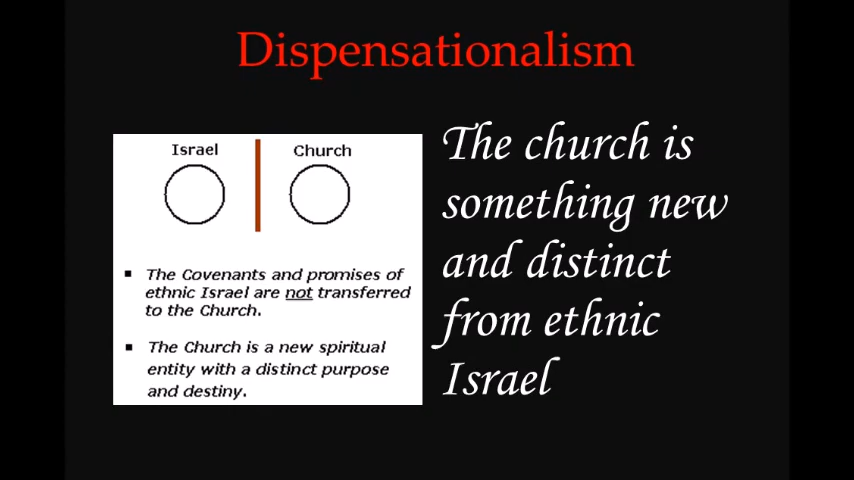 Dispensationalism
Israel
Church
▪ The Covenants and promises of
ethnic Israel are not transferred
to the Church.
▪ The Church is a new spiritual
entity with a distinct purpose
and destiny.
The church is
something new
and distinct
from ethnic
Israel